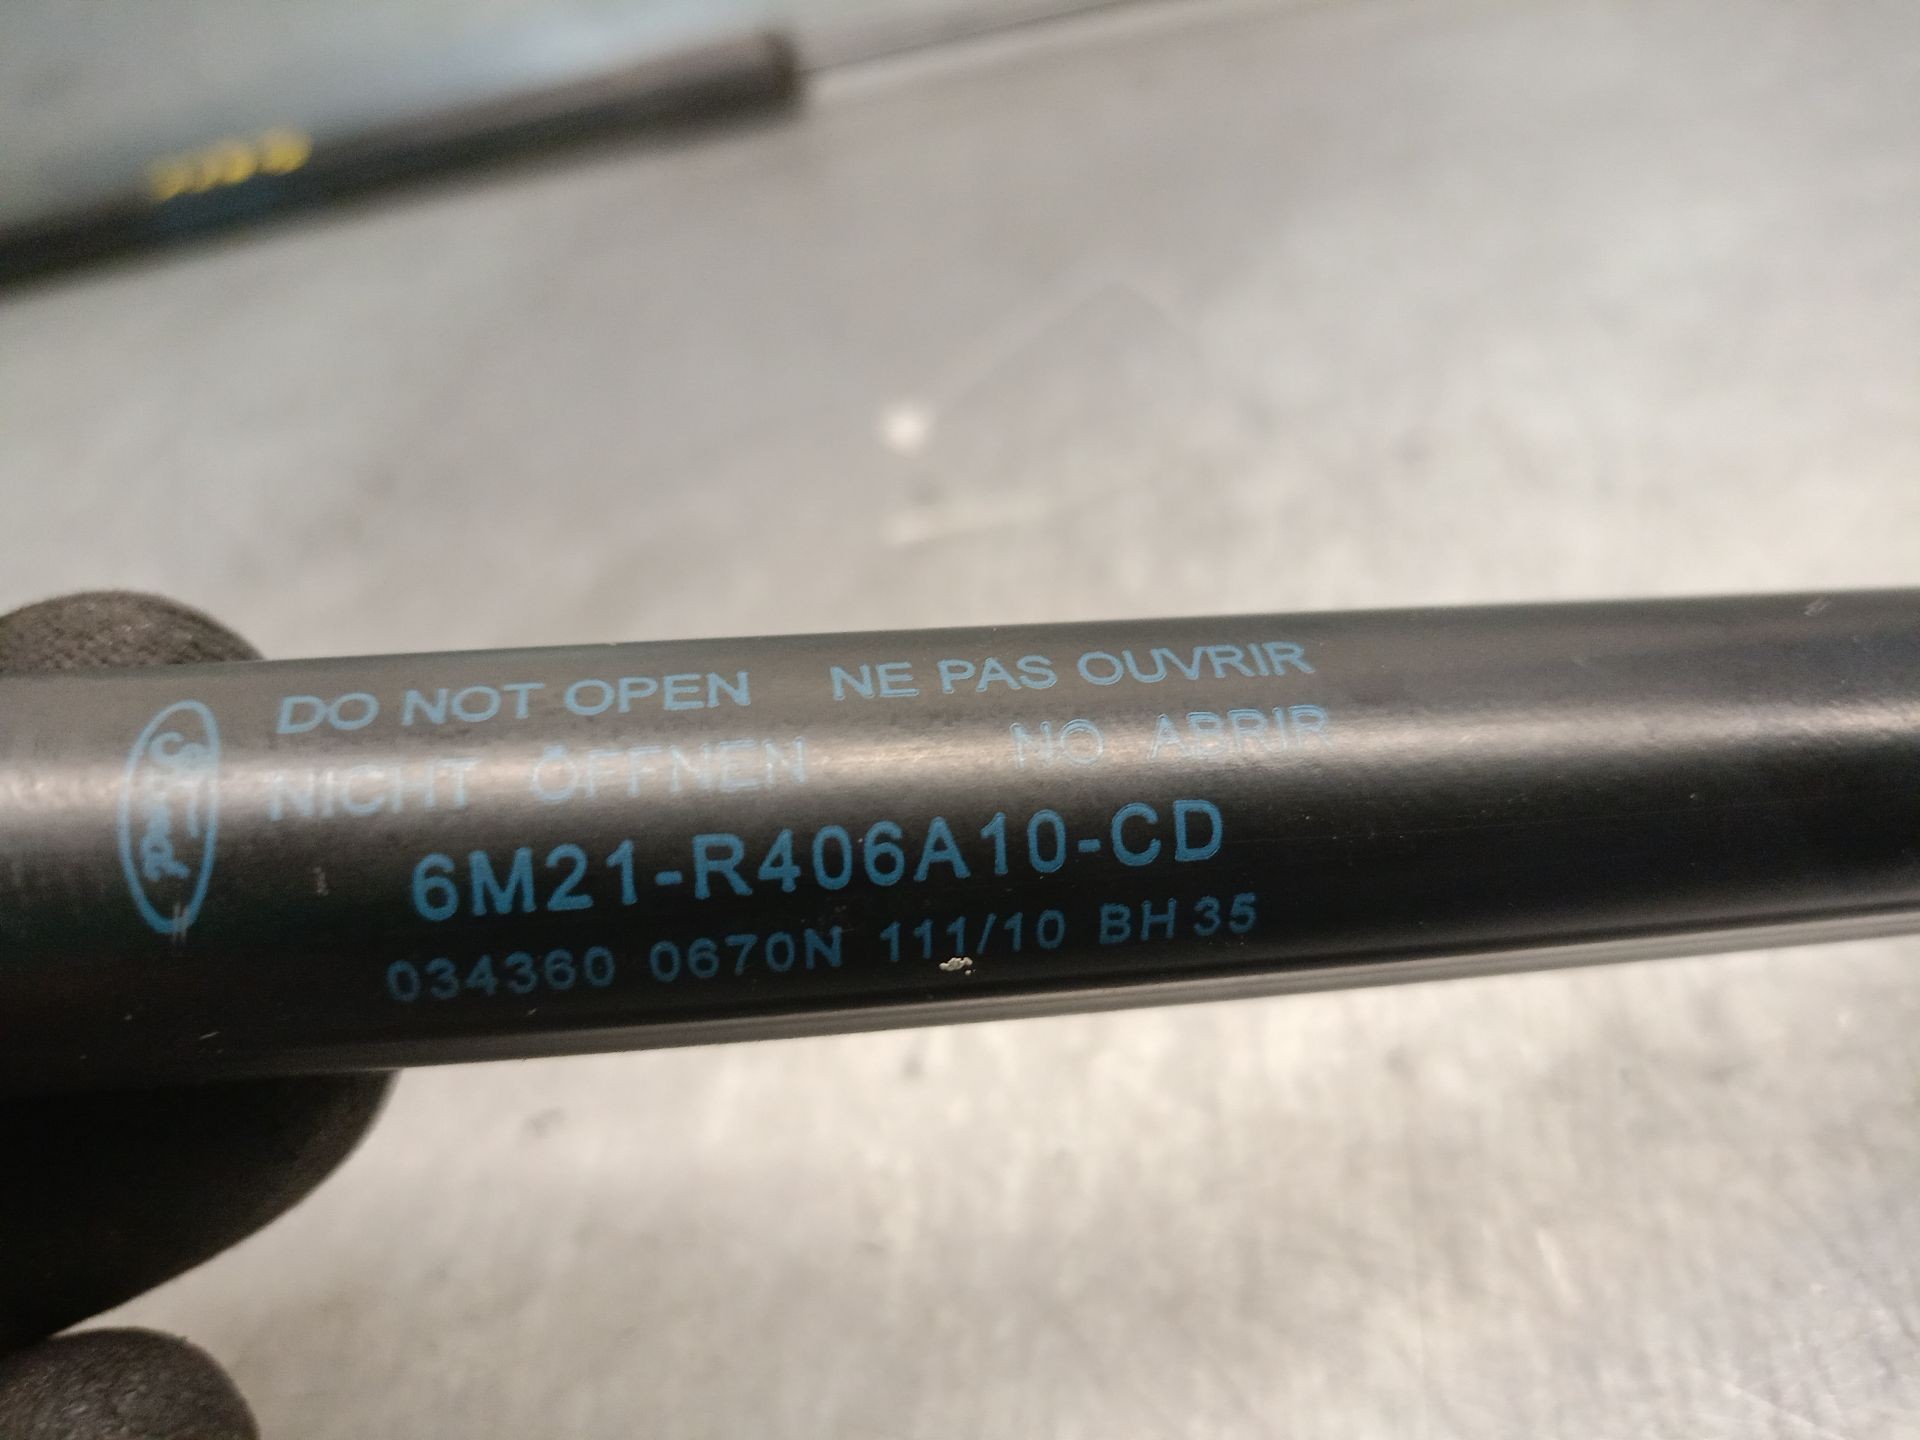 DO NOT OPEN NE PAS OUVRIR
NICHT ÖFFNEN NO ABRIR
6M21-R406A10-CD
034360 0670N 111/10 BH35